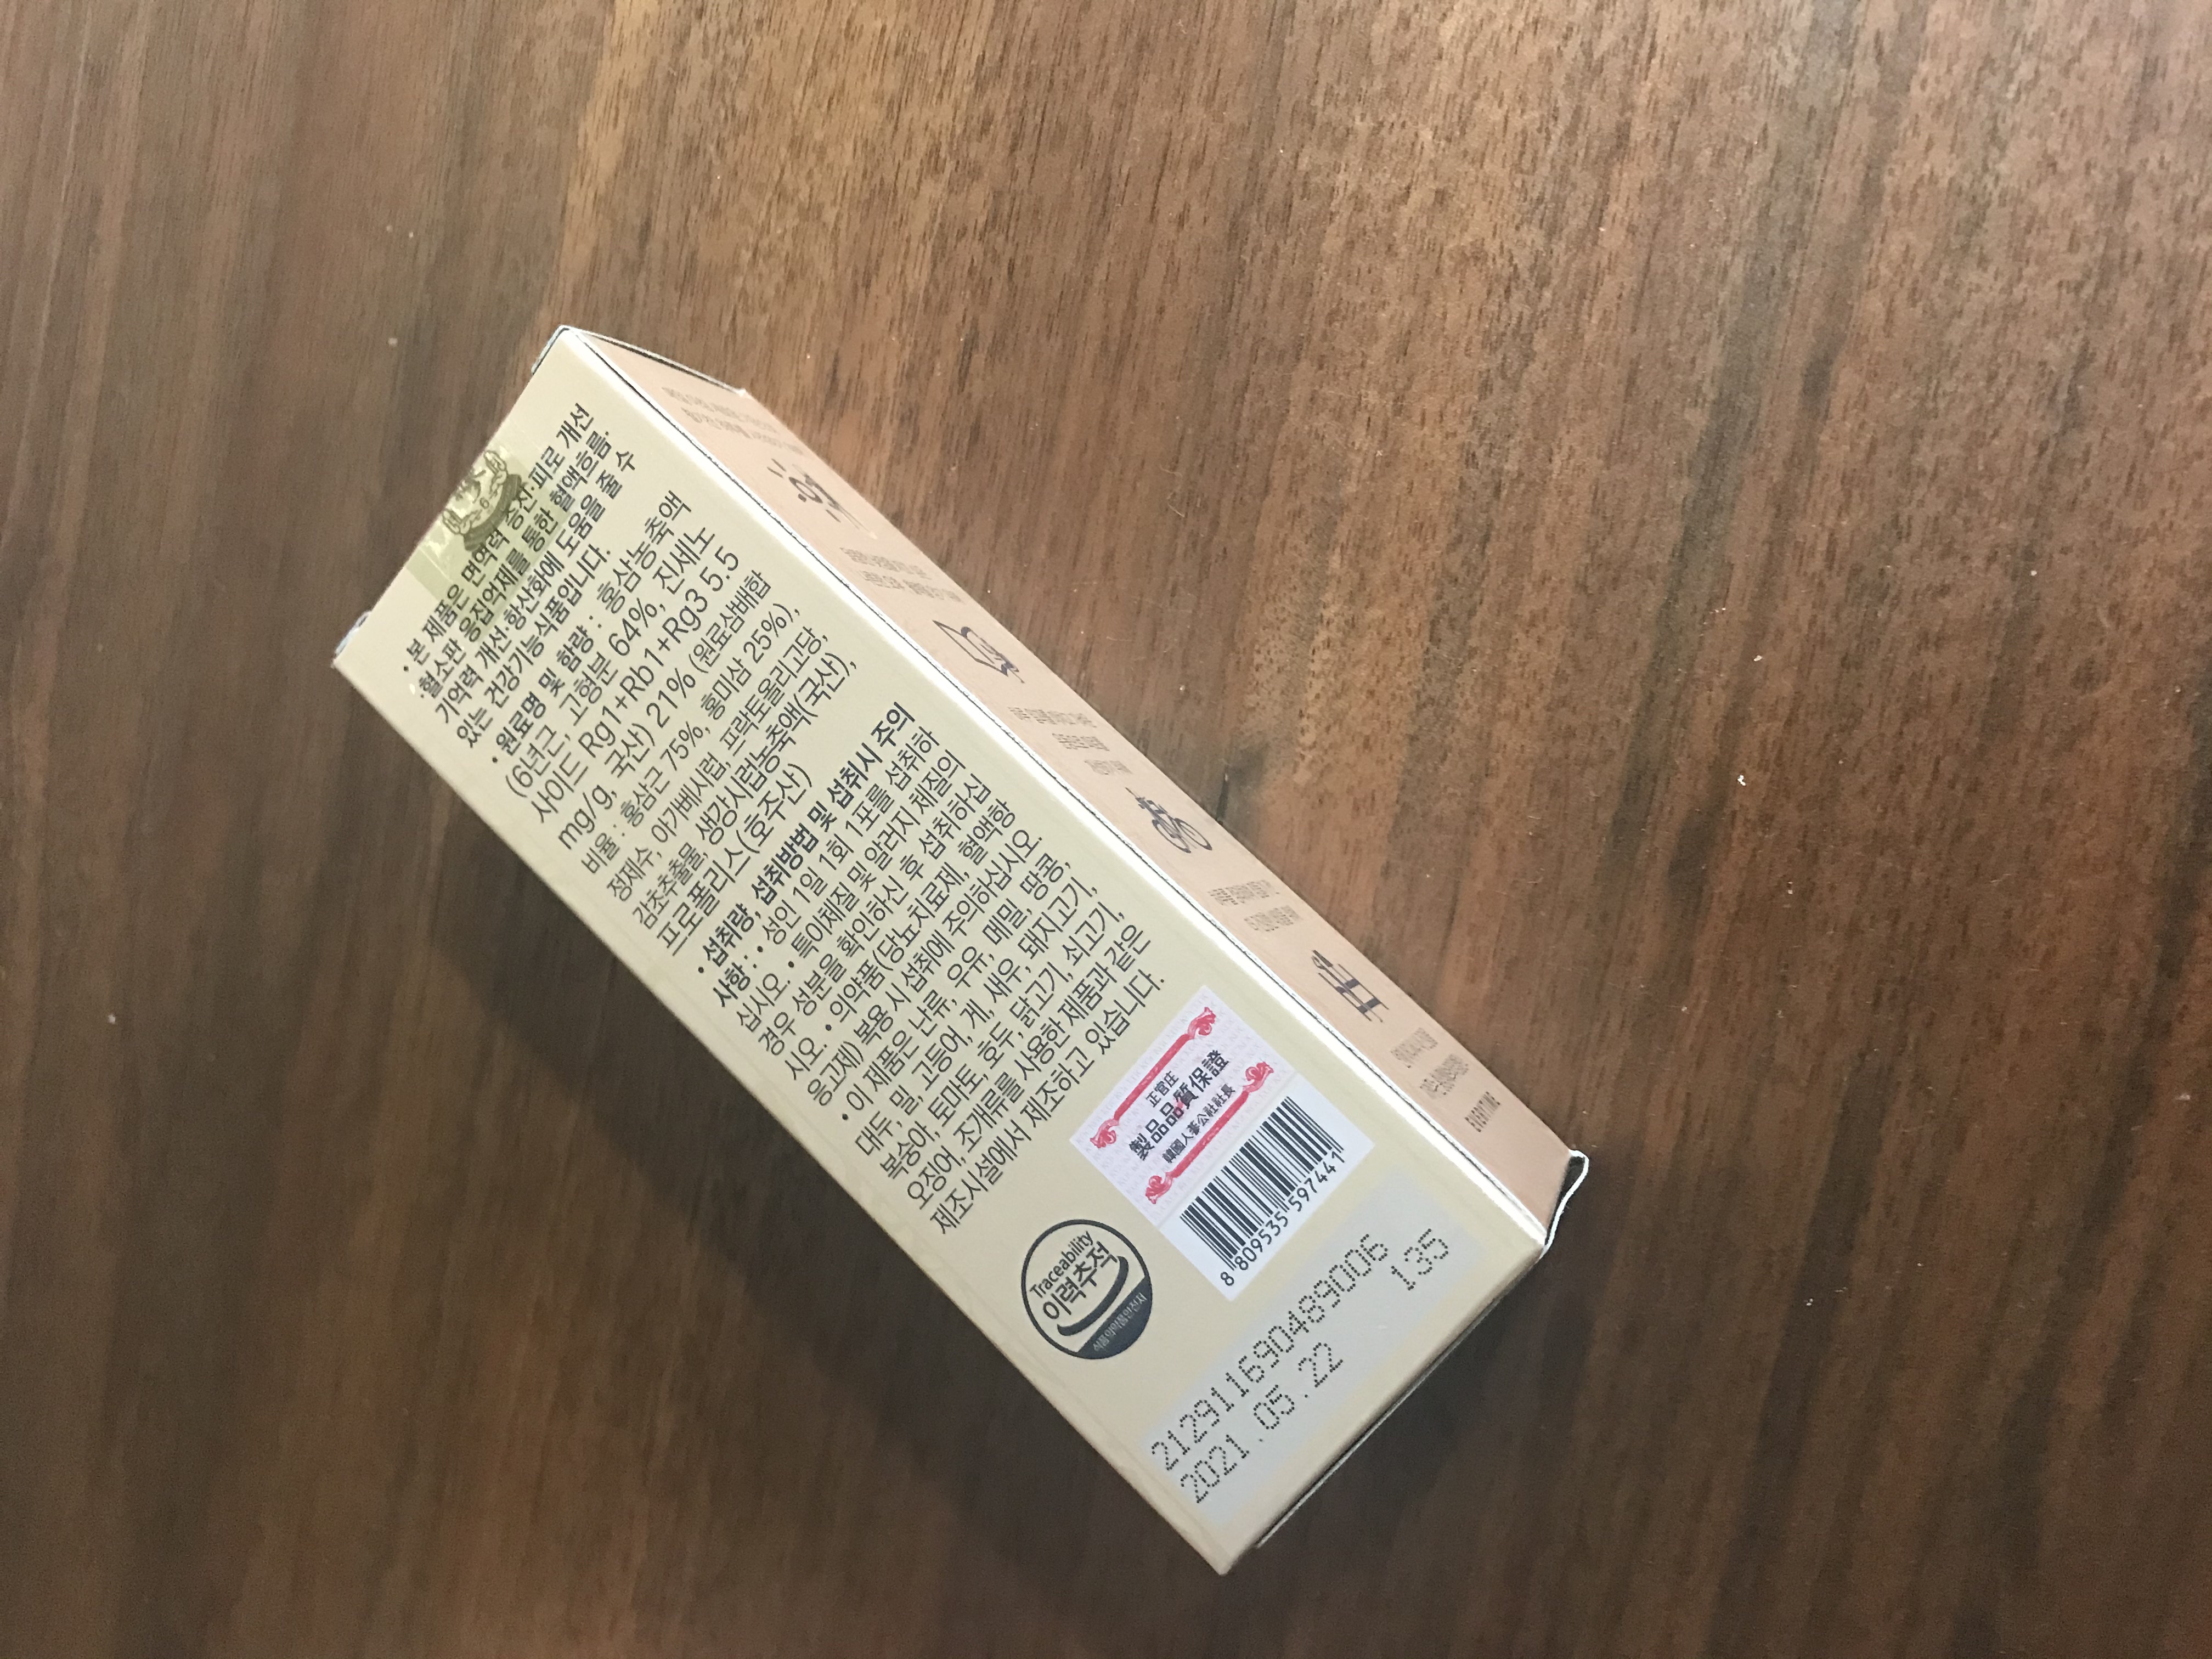 • 본 제품은 면역력 증진·피로 개선
·혈소판 응집억제를 통한 혈액흐름·
기억력 개선·항산화에 도움을 줄 수
있는 건강기능식품입니다.
• 원료명 및 함량 : 홍삼농축액
(6년근, 고형분 64%, 진세노
사이드 Rg1+Rb1+Rg3 5.5
mg/g, 국산) 21% (원료삼배합
비율 : 홍삼근 75%, 홍미삼 25%),
정제수, 아가베시럽, 프락토올리고당,
감초추출물, 생강시럽농축액(국산),
프로폴리스(호주산)
• 섭취량, 섭취방법 및 섭취시 주의
사항 : • 성인 1일 1회 1포를 섭취하
십시오. • 특이체질 및 알러지 체질의
경우 성분을 확인하신 후 섭취하십
시오. • 의약품(당뇨치료제, 혈액항
응고제) 복용 시 섭취에 주의하십시오.
• 이 제품은 난류, 우유, 메밀, 땅콩,
대두, 밀, 고등어, 게, 새우, 돼지고기,
복숭아, 토마토, 호두, 닭고기, 쇠고기,
오징어, 조개류를 사용한 제품과 같은
제조시설에서 제조하고 있습니다.
Traceability
이력추적
식품의약품안전처
正官庄
製品品質保證
韓國人蔘公社社長
8 809535 597441
212911690489006
2021.05.22 135
EVERYTIME